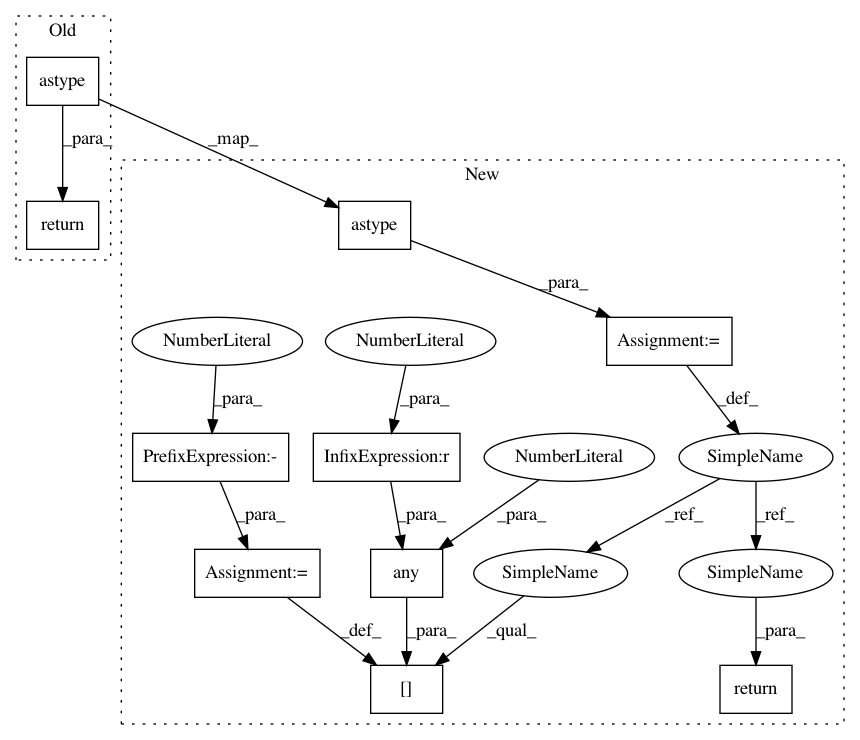 Old
astype
_para_
_map_
New
return
astype
_para_
NumberLiteral
NumberLiteral
Assignment:=
_para_
_para_
_def_
PrefixExpression:-
InfixExpression:r
NumberLiteral
SimpleName
_para_
_para_
_para_
_ref_
_ref_
Assignment:=
any
SimpleName
SimpleName
_def_
_para_
_qual_
_para_
[]
return